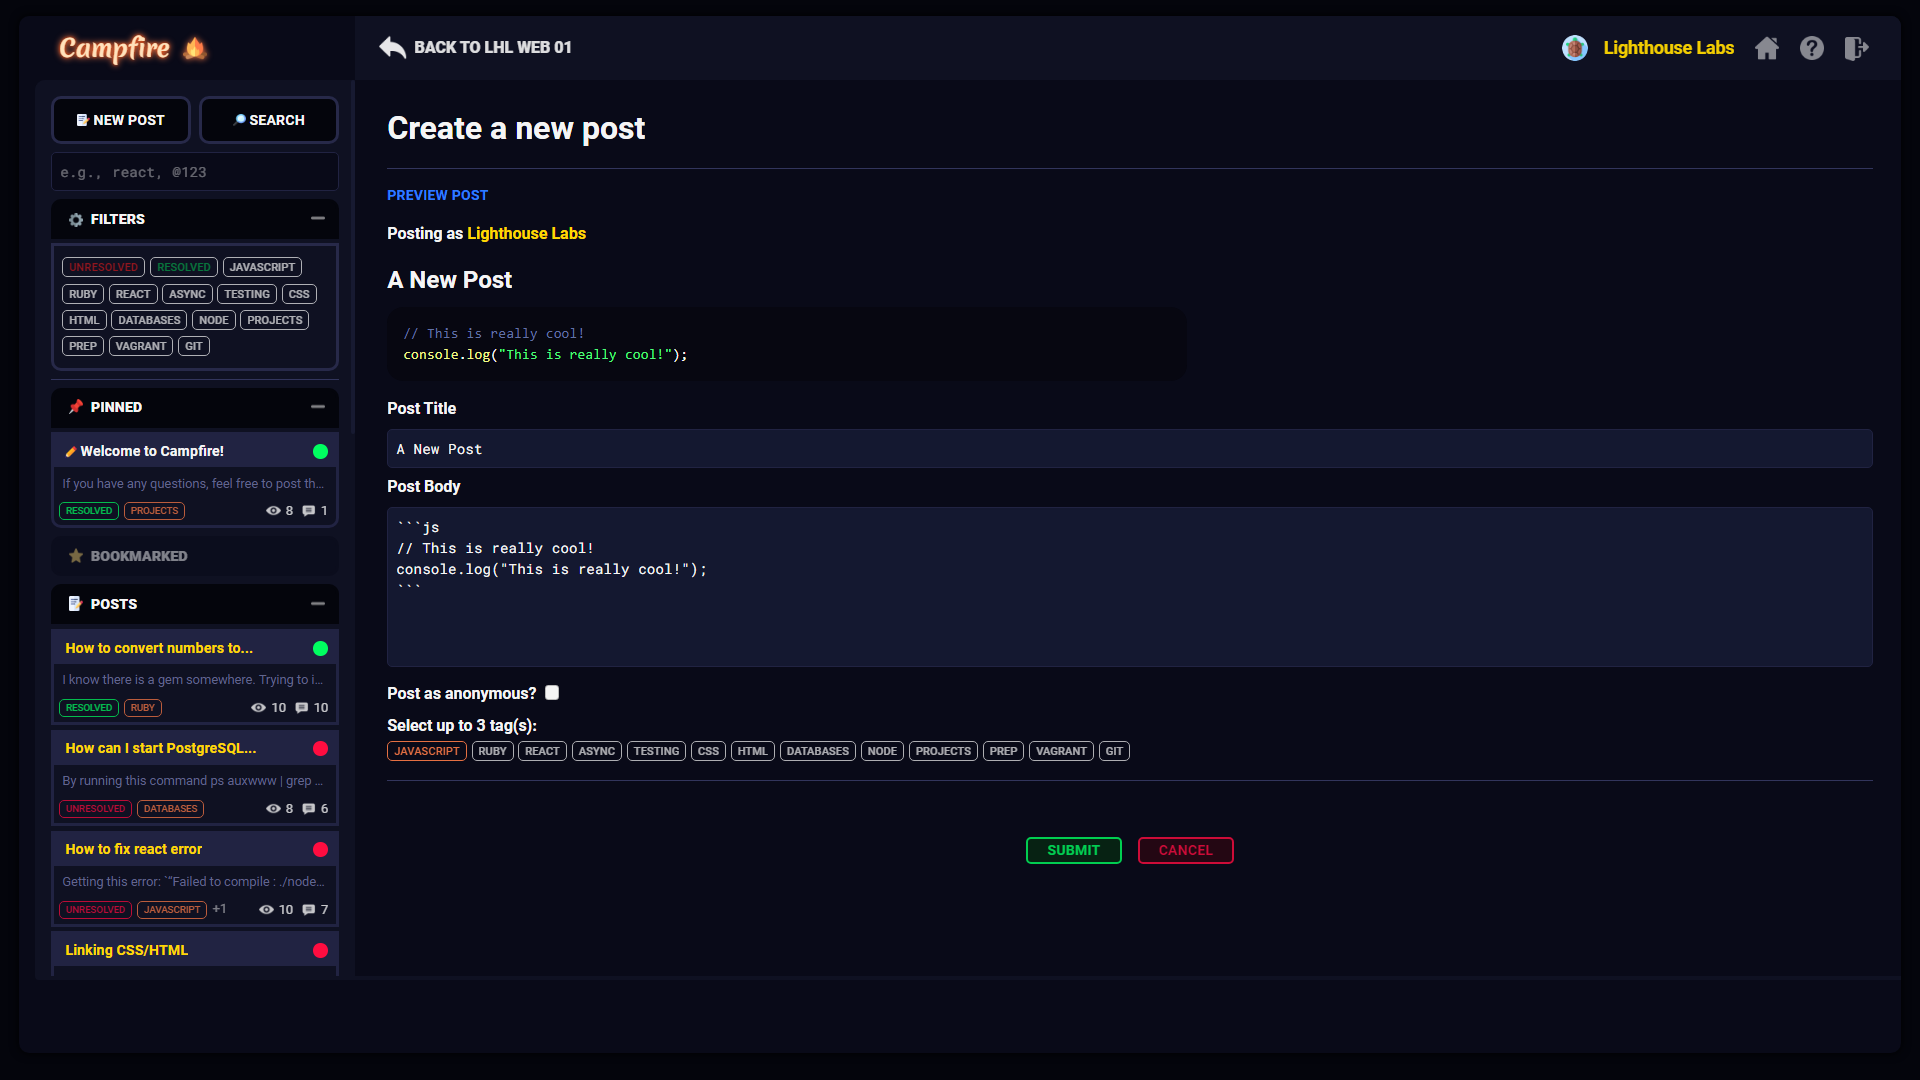 Campfire
BACK TO LHL WEB 01
Lighthouse Labs
NEW POST
SEARCH
e.g., react, @123
FILTERS
UNRESOLVED RESOLVED JAVASCRIPT
RUBY REACT ASYNC TESTING CSS
HTML DATABASES NODE PROJECTS
PREP VAGRANT GIT
PINNED
Welcome to Campfire!
If you have any questions, feel free to post th...
RESOLVED PROJECTS 8 1
BOOKMARKED
POSTS
How to convert numbers to...
I know there is a gem somewhere. Trying to i...
RESOLVED RUBY 10 10
How can I start PostgreSQL...
By running this command ps auxwww | grep ...
UNRESOLVED DATABASES 8 6
How to fix react error
Getting this error: `“Failed to compile : ./node...
UNRESOLVED JAVASCRIPT +1 10 7
Linking CSS/HTML
Create a new post
PREVIEW POST
Posting as Lighthouse Labs
A New Post
// This is really cool!
console.log("This is really cool!");
Post Title
A New Post
Post Body
```js
// This is really cool!
console.log("This is really cool!");
```
Post as anonymous?
Select up to 3 tag(s):
JAVASCRIPT RUBY REACT ASYNC TESTING CSS HTML DATABASES NODE PROJECTS PREP VAGRANT GIT
SUBMIT CANCEL